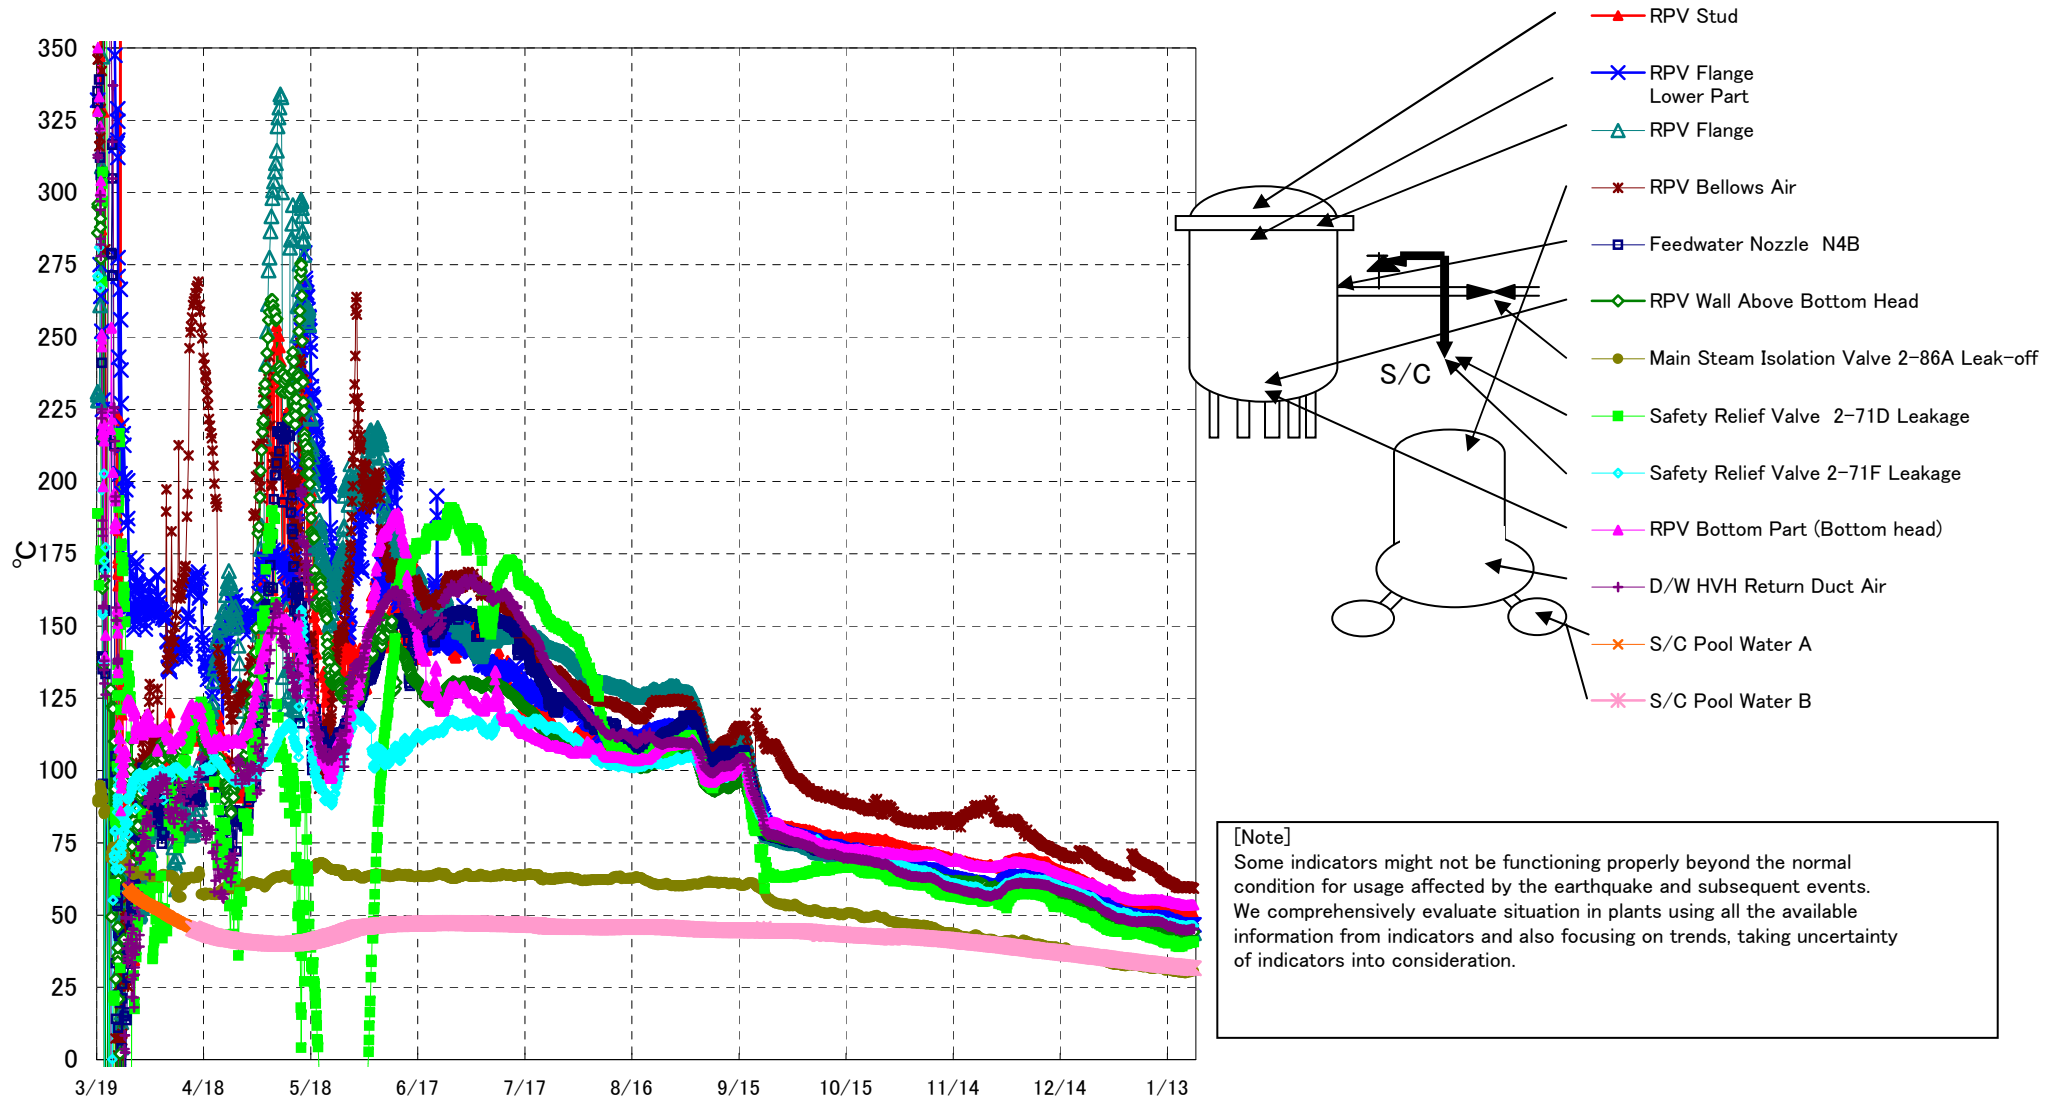 350
325
300
275
250
225
200
175
150
125
100
75
50
25
0
℃
3/19
4/18
5/18
6/17
7/17
8/16
9/15
10/15
11/14
12/14
1/13
RPV Stud
RPV Flange
Lower Part
RPV Flange
RPV Bellows Air
Feedwater Nozzle N4B
RPV Wall Above Bottom Head
Main Steam Isolation Valve 2-86A Leak-off
Safety Relief Valve 2-71D Leakage
Safety Relief Valve 2-71F Leakage
RPV Bottom Part (Bottom head)
D/W HVH Return Duct Air
S/C Pool Water A
S/C Pool Water B
S/C
[Note]
Some indicators might not be functioning properly beyond the normal
condition for usage affected by the earthquake and subsequent events.
We comprehensively evaluate situation in plants using all the available
information from indicators and also focusing on trends, taking uncertainty
of indicators into consideration.